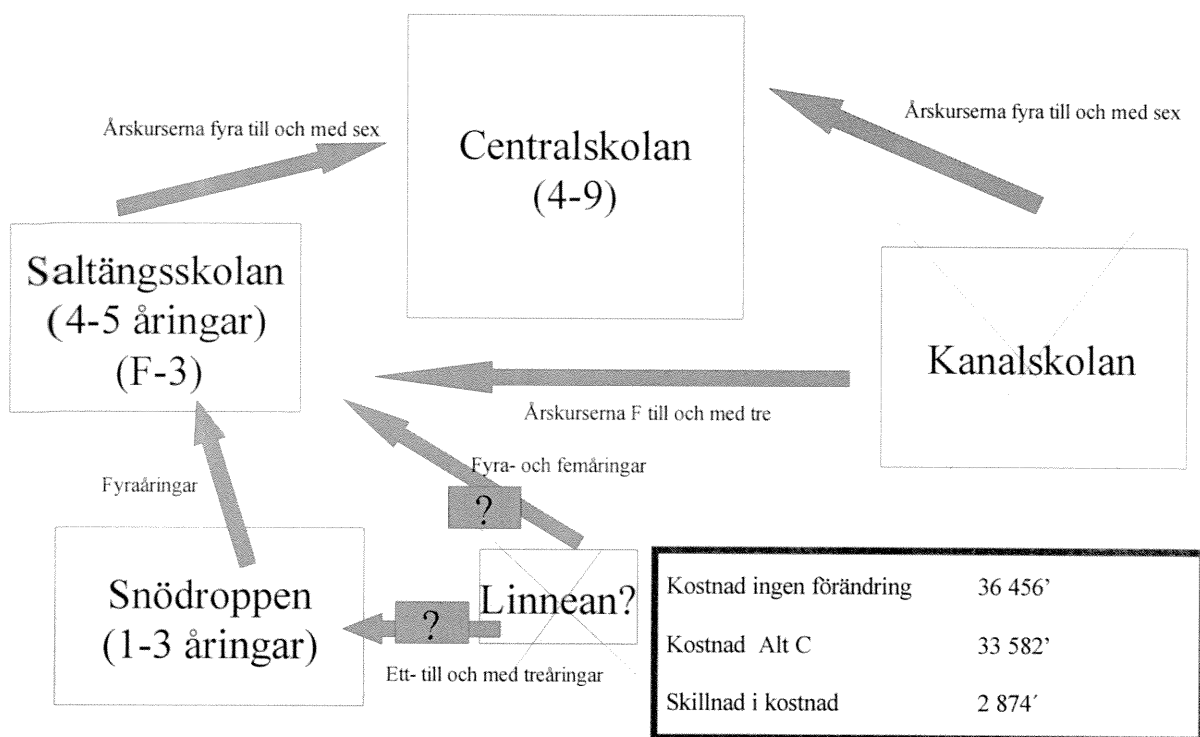 Årskurserna fyra till och med sex
Centralskolan
(4-9)
Årskurserna fyra till och med sex
Saltängsskolan
(4-5 åringar)
(F-3)
Kanalskolan
Årskurserna F till och med tre
Fyra- och femåringar
?
Fyraåringar
Snödroppen
(1-3 åringar)
?
Linnean?
Ett- till och med treåringar
Kostnad ingen förändring 36 456’
Kostnad Alt C 33 582’
Skillnad i kostnad 2 874´